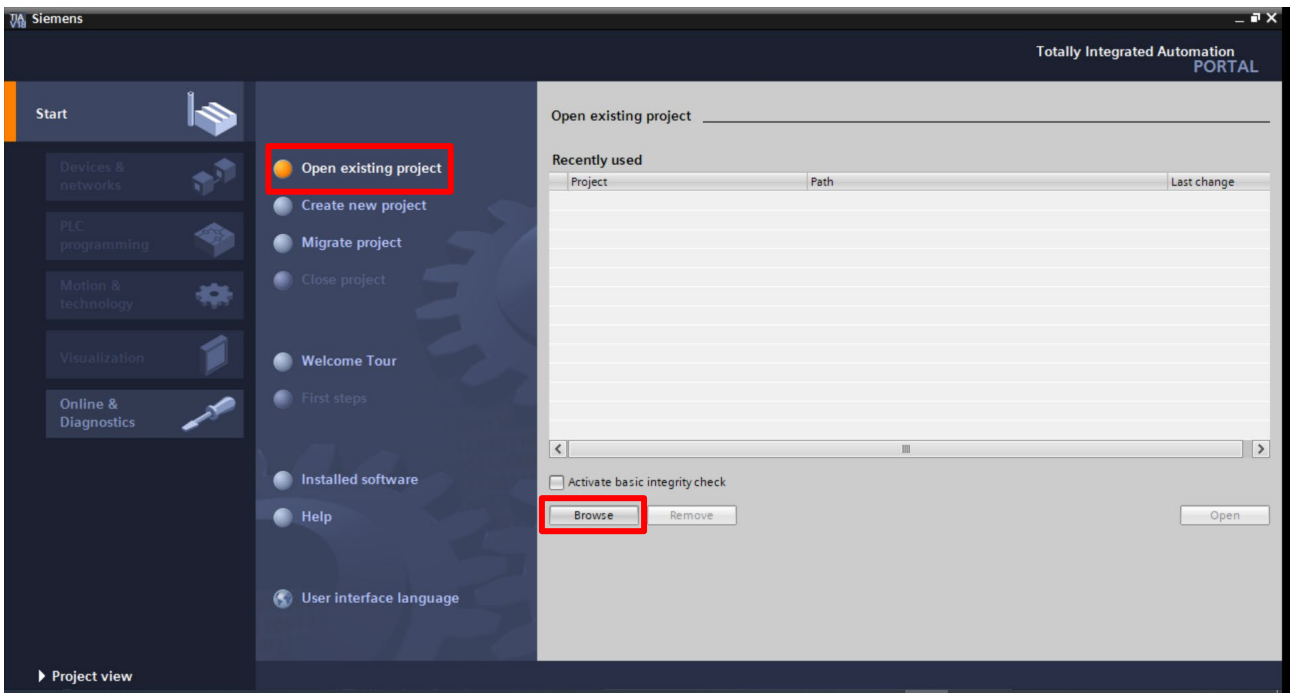 TIA
V18
Siemens
Totally Integrated Automation
PORTAL
Start
Devices &
networks
PLC
programming
Motion &
technology
Visualization
Online &
Diagnostics
Project view
Open existing project
Create new project
Migrate project
Close project
Welcome Tour
First steps
Installed software
Help
User interface language
Open existing project
Recently used
Project Path Last change
Activate basic integrity check
Browse Remove Open